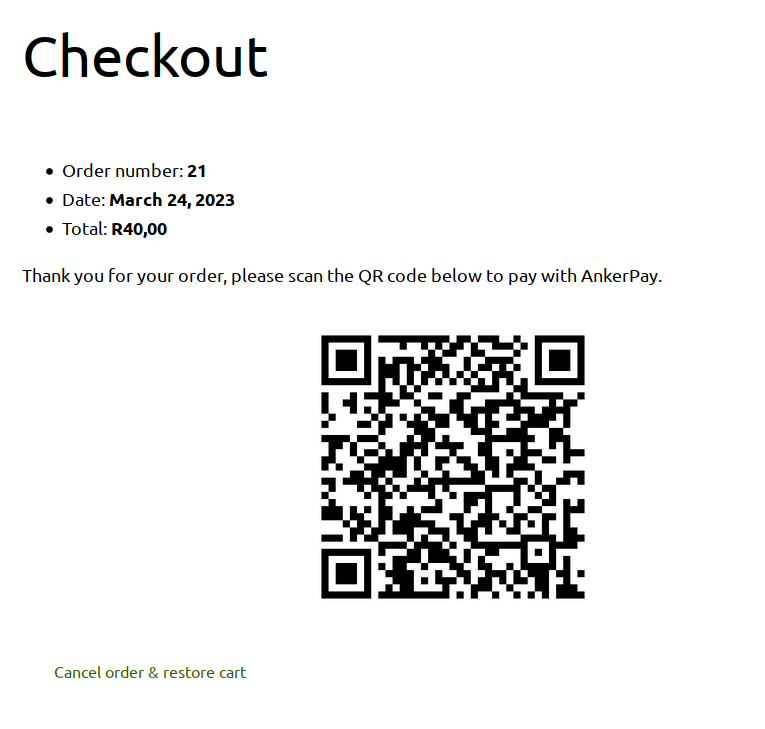 Checkout
Order number: 21
Date: March 24, 2023
Total: R40,00
Thank you for your order, please scan the QR code below to pay with AnkerPay.
Cancel order & restore cart